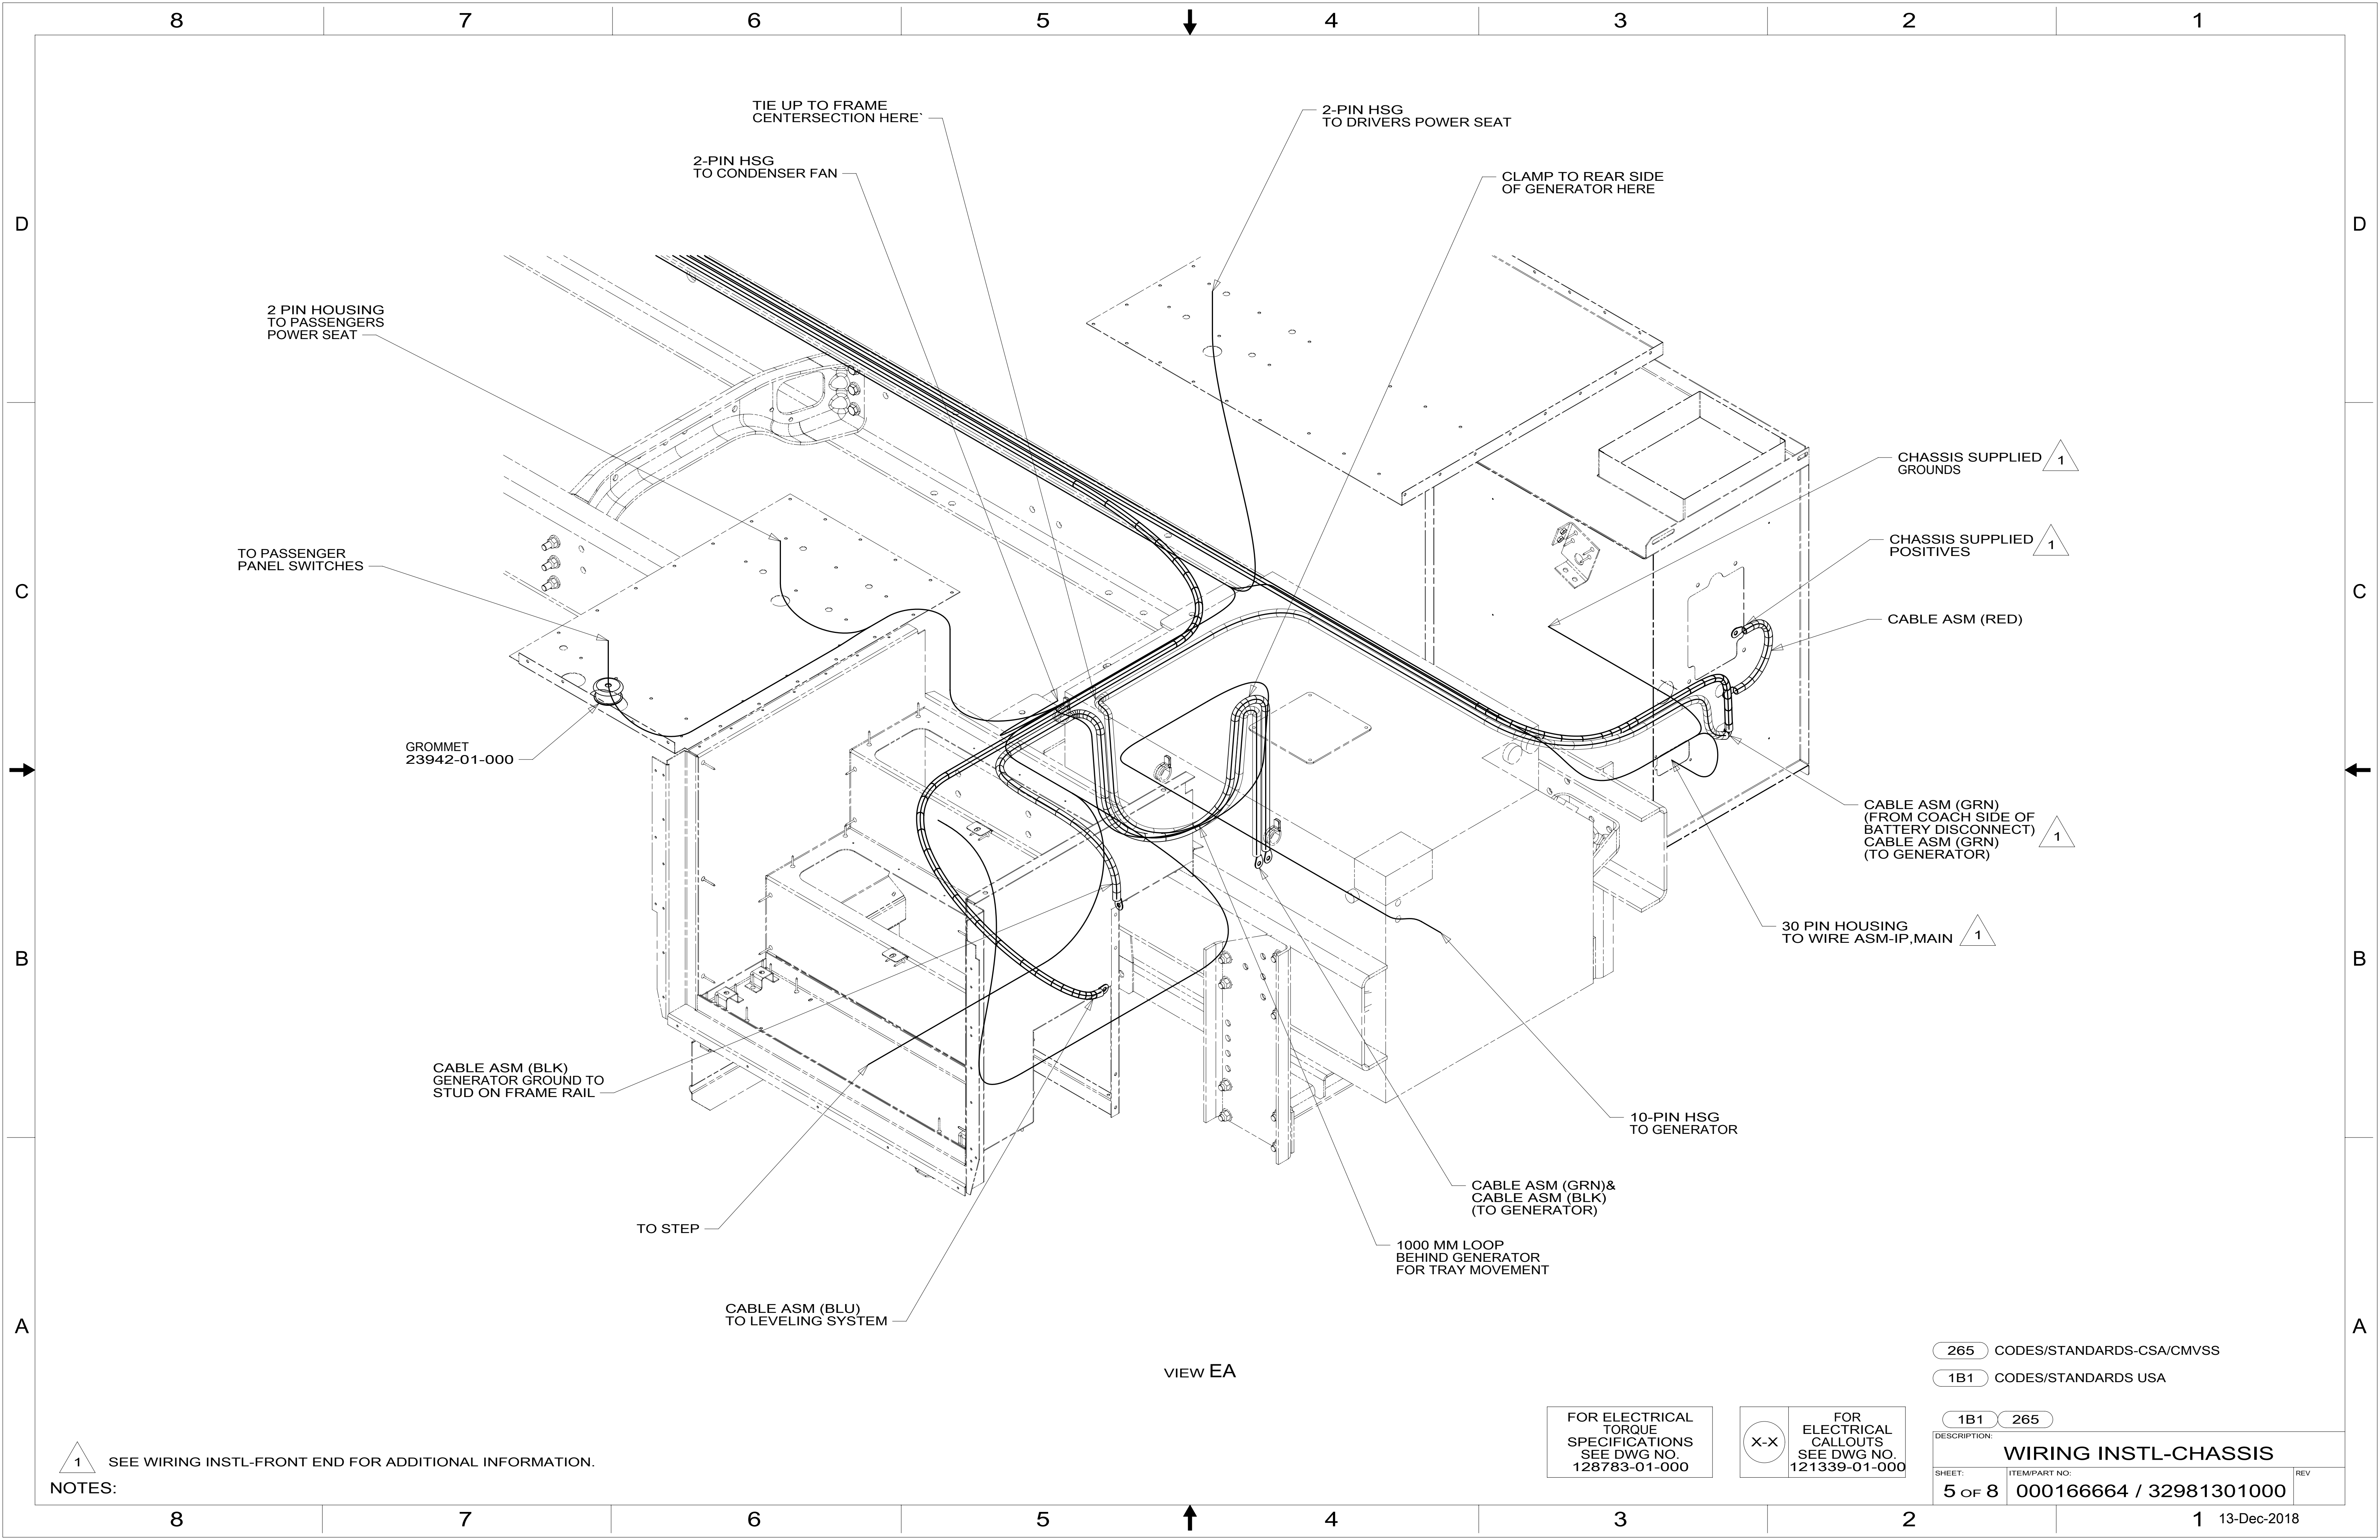 8 7 6 5 4 3 2 1
TIE UP TO FRAME
CENTERSECTION HERE`
2-PIN HSG
TO DRIVERS POWER SEAT
2-PIN HSG
TO CONDENSER FAN
CLAMP TO REAR SIDE
OF GENERATOR HERE
D
D
2 PIN HOUSING
TO PASSENGERS
POWER SEAT
CHASSIS SUPPLIED
GROUNDS
1
CHASSIS SUPPLIED
POSITIVES
1
TO PASSENGER
PANEL SWITCHES
C
C
CABLE ASM (RED)
GROMMET
23942-01-000
CABLE ASM (GRN)
(FROM COACH SIDE OF
BATTERY DISCONNECT)
CABLE ASM (GRN)
(TO GENERATOR)
1
30 PIN HOUSING
TO WIRE ASM-IP,MAIN
1
B
B
CABLE ASM (BLK)
GENERATOR GROUND TO
STUD ON FRAME RAIL
10-PIN HSG
TO GENERATOR
CABLE ASM (GRN)&
CABLE ASM (BLK)
(TO GENERATOR)
TO STEP
1000 MM LOOP
BEHIND GENERATOR
FOR TRAY MOVEMENT
CABLE ASM (BLU)
TO LEVELING SYSTEM
A
A
VIEW EA
265 CODES/STANDARDS-CSA/CMVSS
1B1 CODES/STANDARDS USA
1B1 265
FOR ELECTRICAL
TORQUE
SPECIFICATIONS
SEE DWG NO.
128783-01-000
X-X
FOR
ELECTRICAL
CALLOUTS
SEE DWG NO.
121339-01-000
DESCRIPTION:
WIRING INSTL-CHASSIS
SHEET:
5 OF 8
ITEM/PART NO:
000166664 / 32981301000
REV
1 SEE WIRING INSTL-FRONT END FOR ADDITIONAL INFORMATION.
NOTES:
8 7 6 5 4 3 2 1
13-Dec-2018